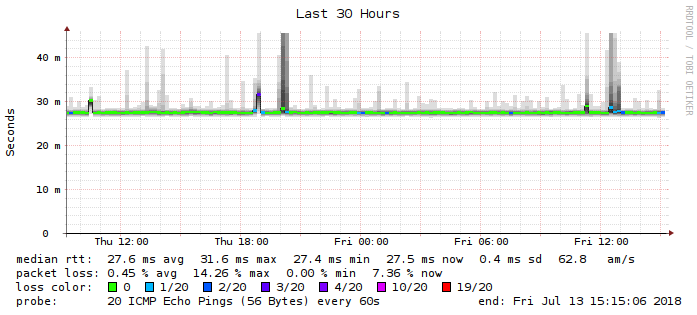 Last 30 Hours
RRDTOOL / TOBI OETIKER
Seconds
40 m
30 m
20 m
10 m
0
Thu 12:00 Thu 18:00 Fri 00:00 Fri 06:00 Fri 12:00
median rtt: 27.6 ms avg 31.6 ms max 27.4 ms min 27.5 ms now 0.4 ms sd 62.8 am/s
packet loss: 0.45 % avg 14.26 % max 0.00 % min 7.36 % now
loss color: 0 1/20 2/20 3/20 4/20 10/20 19/20
probe: 20 ICMP Echo Pings (56 Bytes) every 60s end: Fri Jul 13 15:15:06 2018